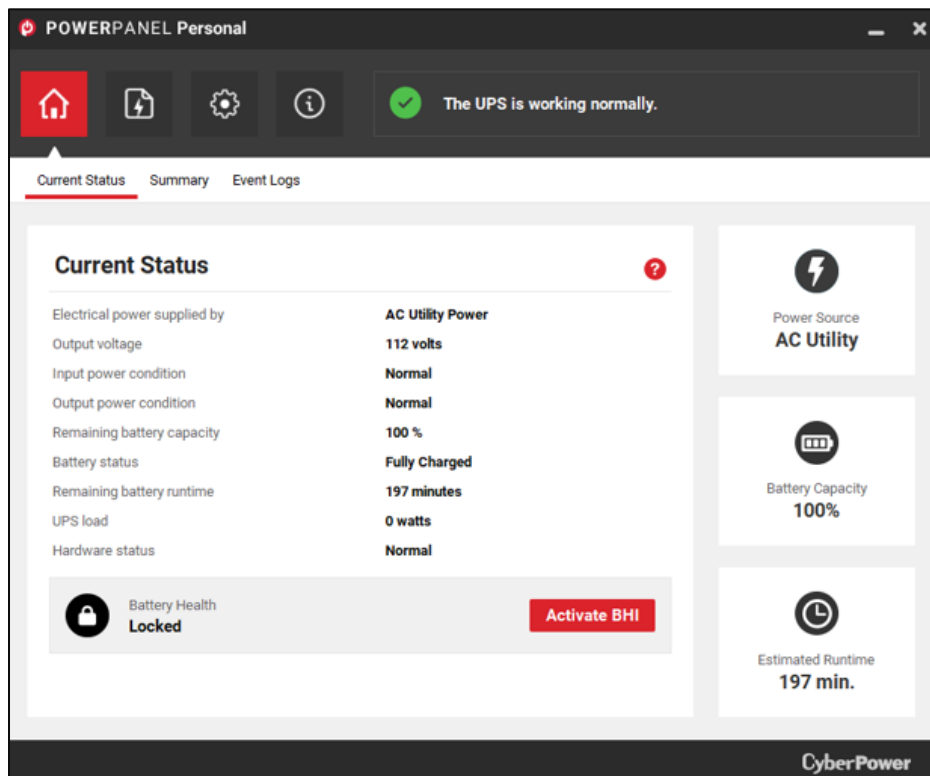 POWERPANEL Personal
The UPS is working normally.
Current Status Summary Event Logs
Current Status
?
Electrical power supplied by AC Utility Power
Output voltage 112 volts
Input power condition Normal
Output power condition Normal
Remaining battery capacity 100 %
Battery status Fully Charged
Remaining battery runtime 197 minutes
UPS load 0 watts
Hardware status Normal
Battery Health
Locked
Activate BHI
Power Source
AC Utility
Battery Capacity
100%
Estimated Runtime
197 min.
CyberPower